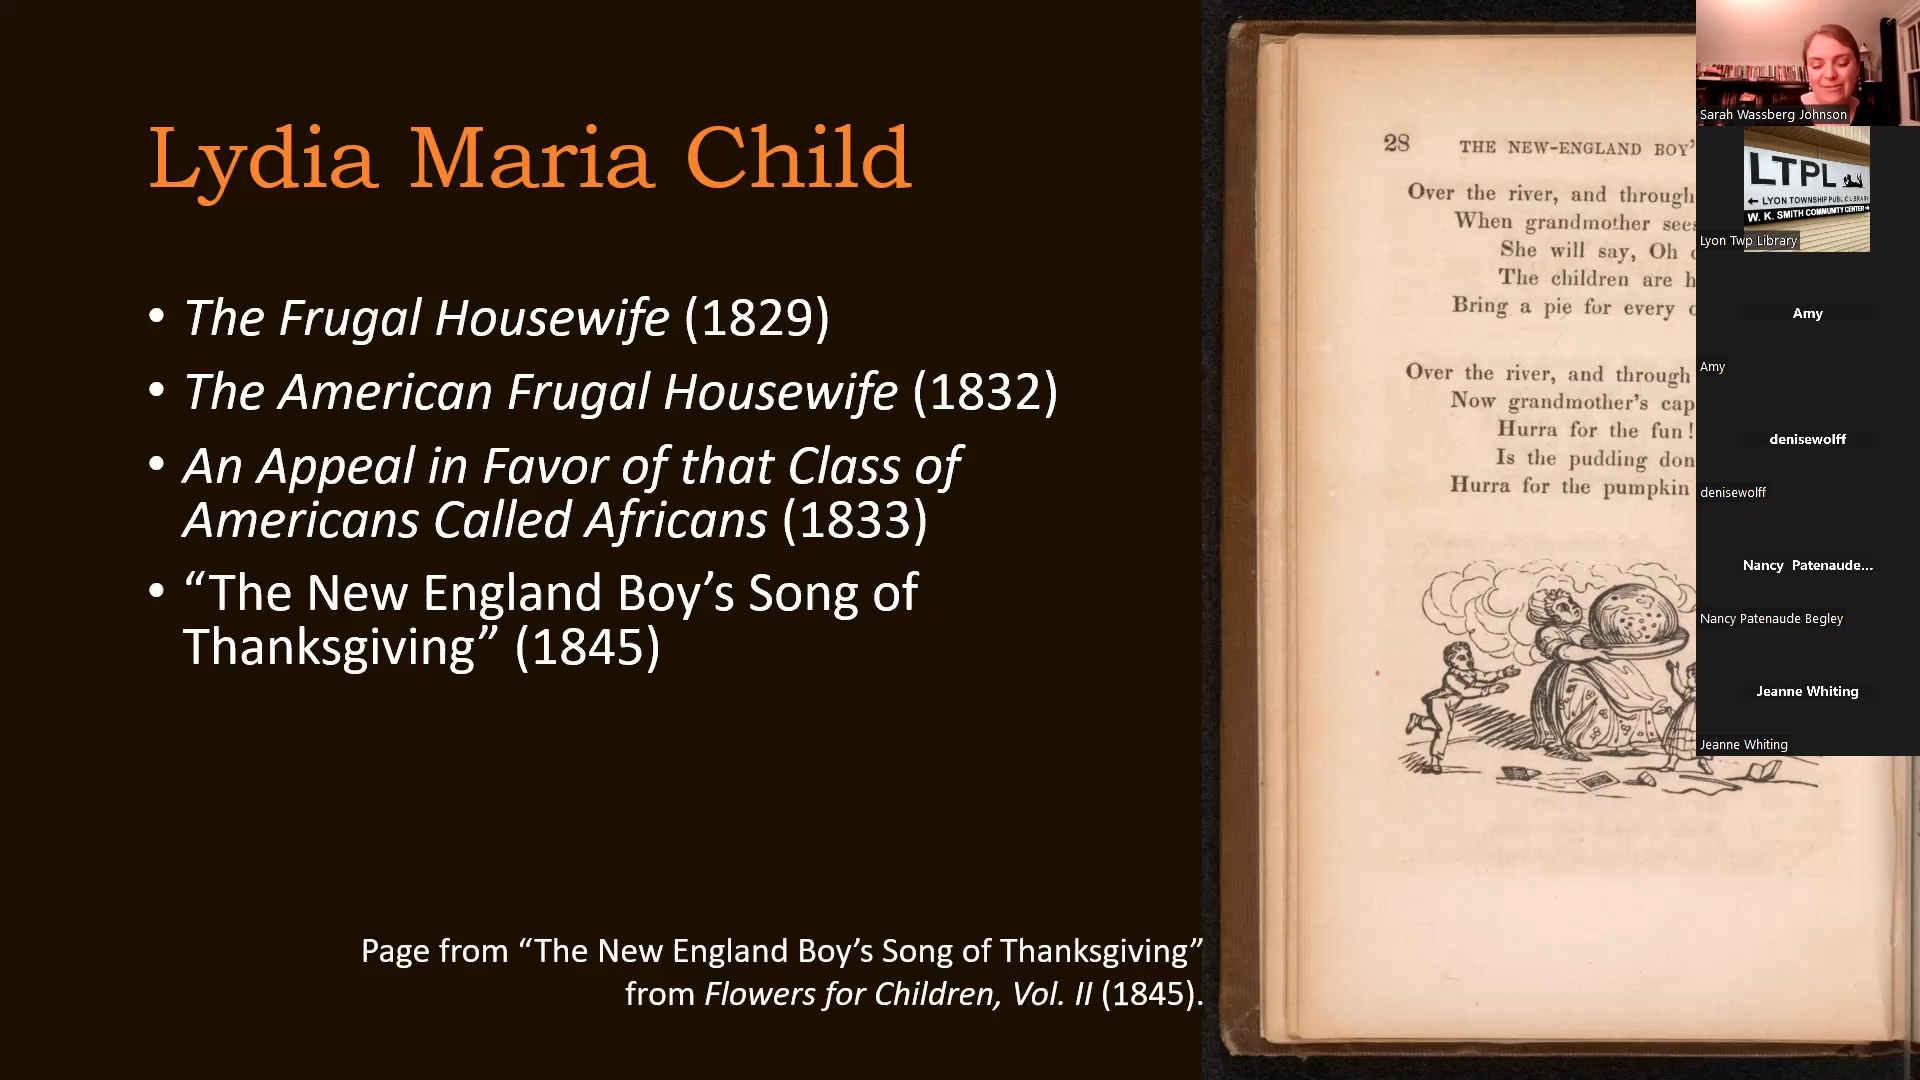 Lydia Maria Child
• The Frugal Housewife (1829)
• The American Frugal Housewife (1832)
• An Appeal in Favor of that Class of
Americans Called Africans (1833)
• “The New England Boy’s Song of
Thanksgiving” (1845)
Page from “The New England Boy’s Song of Thanksgiving”
from Flowers for Children, Vol. II (1845).
28 THE NEW-ENGLAND BOY’
Over the river, and through
When grandmother sees
She will say, Oh
The children are
Bring a pie for every
Over the river, and through
Now grandmother’s cap
Hurra for the fun!
Is the pudding don
Hurra for the pumpkin
Sarah Wassberg Johnson
LTPL
← LYON TOWNSHIP PUBLIC LIBRARY
W. K. SMITH COMMUNITY CENTER →
Lyon Twp Library
Amy
Amy
denisewolff
denisewolff
Nancy Patenaude...
Nancy Patenaude Begley
Jeanne Whiting
Jeanne Whiting